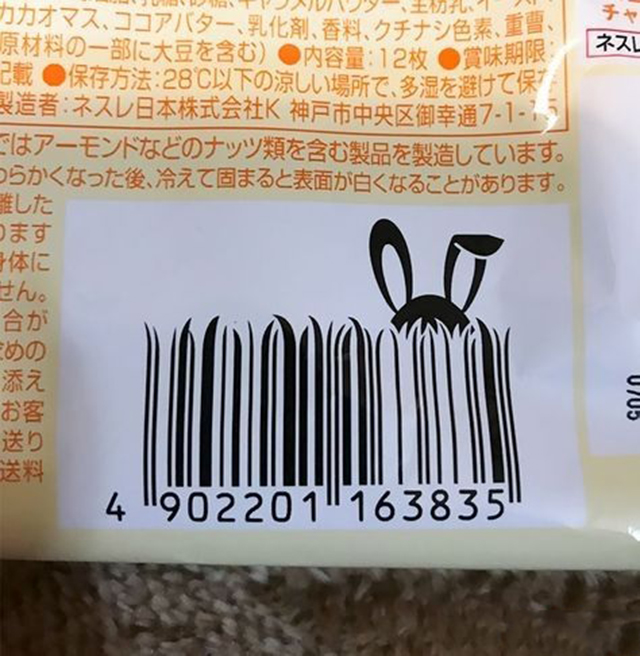 カカオマス、ココアバター、乳化剤、香料、クチナシ色素、重曹、
原材料の一部に大豆を含む) ●内容量:12枚 ●賞味期限:
記載 ●保存方法:28℃以下の涼しい場所で、多湿を避けて保
製造者:ネスレ日本株式会社K 神戸市中央区御幸通7-1-15
ではアーモンドなどのナッツ類を含む製品を製造しています。
わらかくなった後、冷えて固まると表面が白くなることがあります。
離した
ります
身体に
せん。
合が
ための
添え
お客
送り
送料
4 902201 163835
チャ
ネスレ
0/05